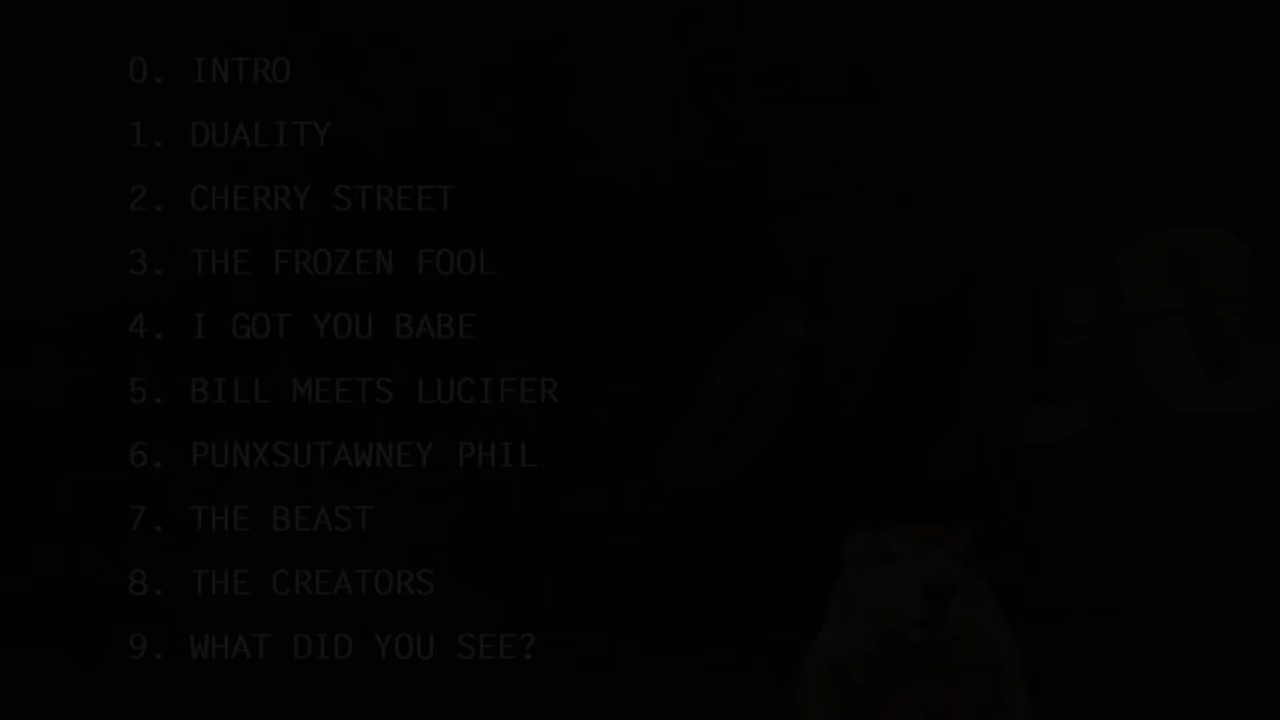 0. INTRO
1. DUALITY
2. CHERRY STREET
3. THE FROZEN FOOL
4. I GOT YOU BABE
5. BILL MEETS LUCIFER
6. PUNXSUTAWNEY PHIL
7. THE BEAST
8. THE CREATORS
9. WHAT DID YOU SEE?